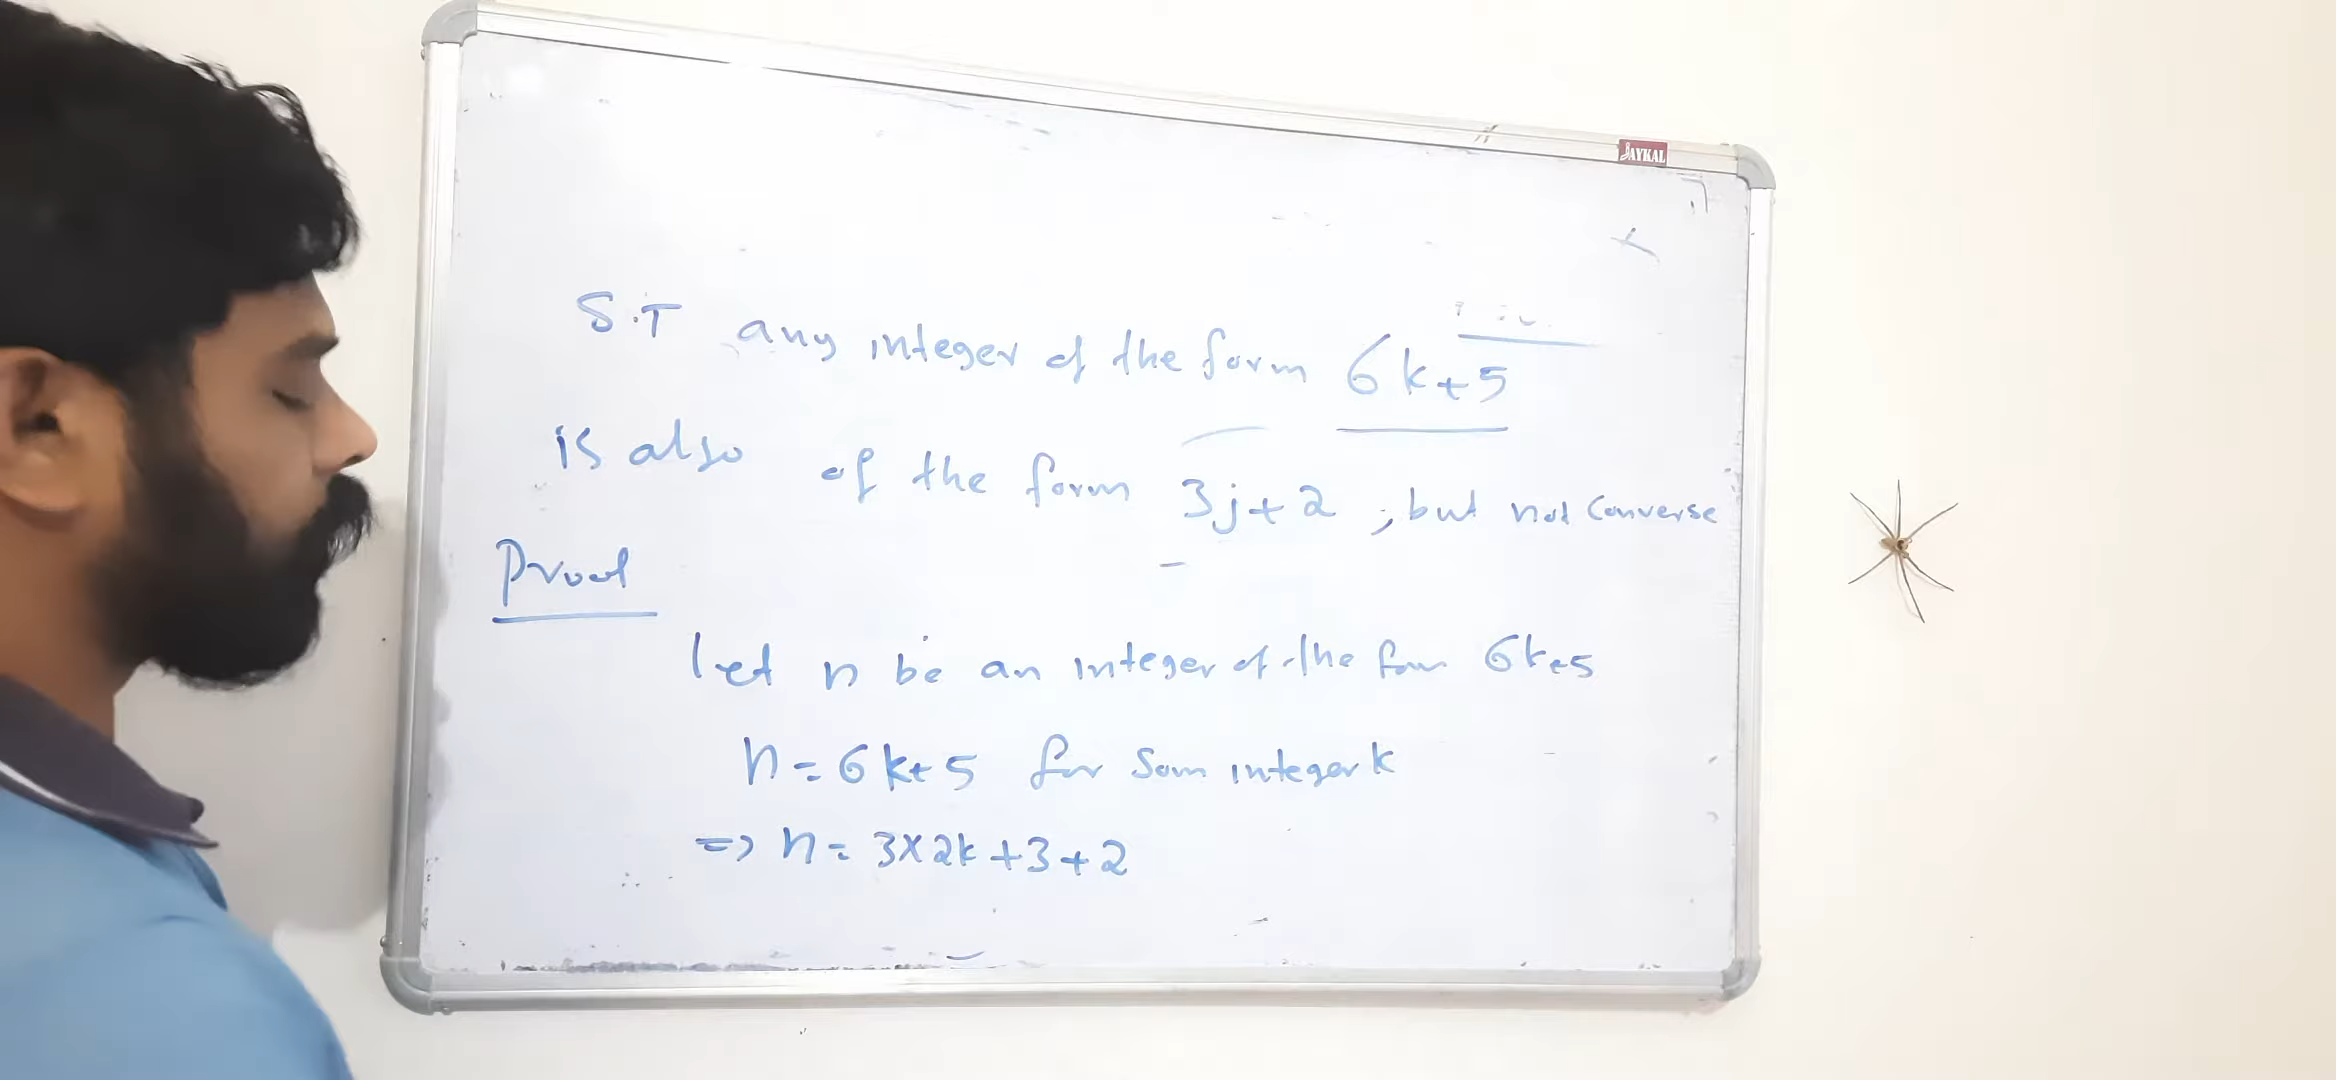 JAYKAL
S.T any integer of the form 6k+5
is also of the form 3j+2, but not converse
Proof
let n be an integer of the form 6k+5
n=6k+5 for som integer k
=> n= 3×2k+3+2